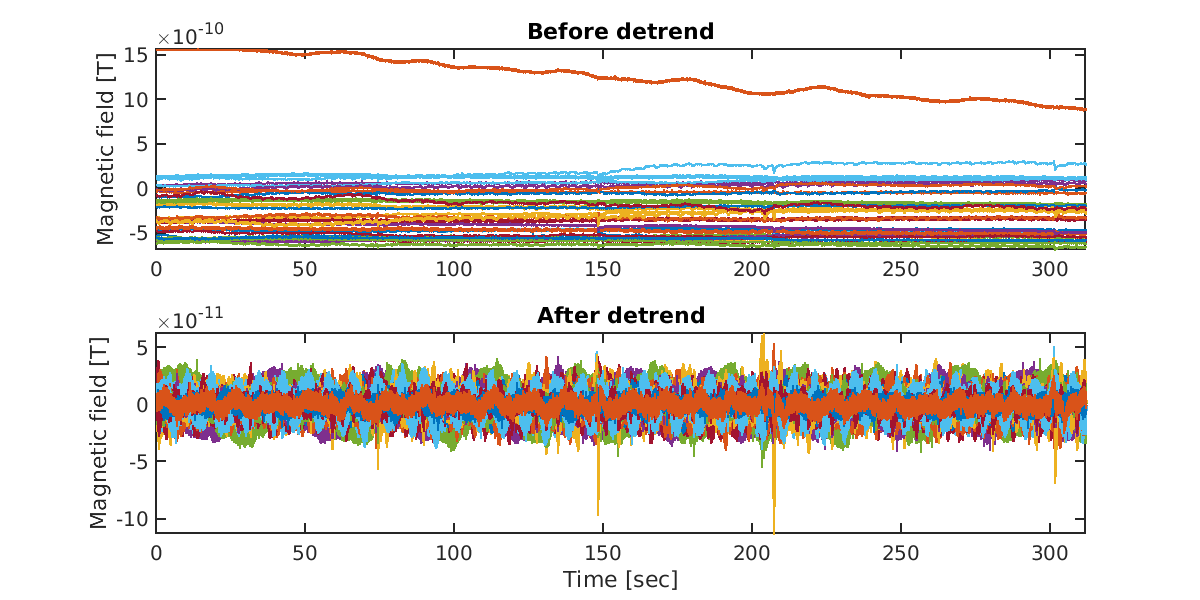 Before detrend
×10-10
Magnetic field [T]
15
10
5
0
-5
0 50 100 150 200 250 300
After detrend
×10-11
Magnetic field [T]
5
0
-5
-10
0 50 100 150 200 250 300
Time [sec]